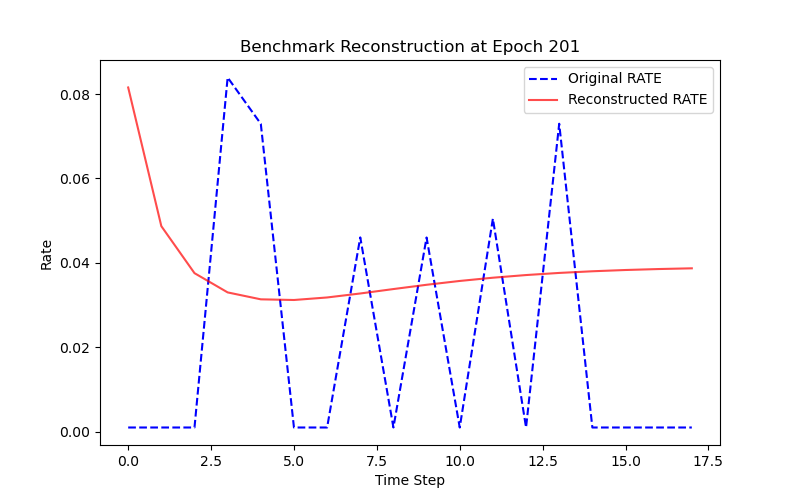 Benchmark Reconstruction at Epoch 201
Original RATE
Reconstructed RATE
Rate
0.08
0.06
0.04
0.02
0.00
0.0 2.5 5.0 7.5 10.0 12.5 15.0 17.5
Time Step